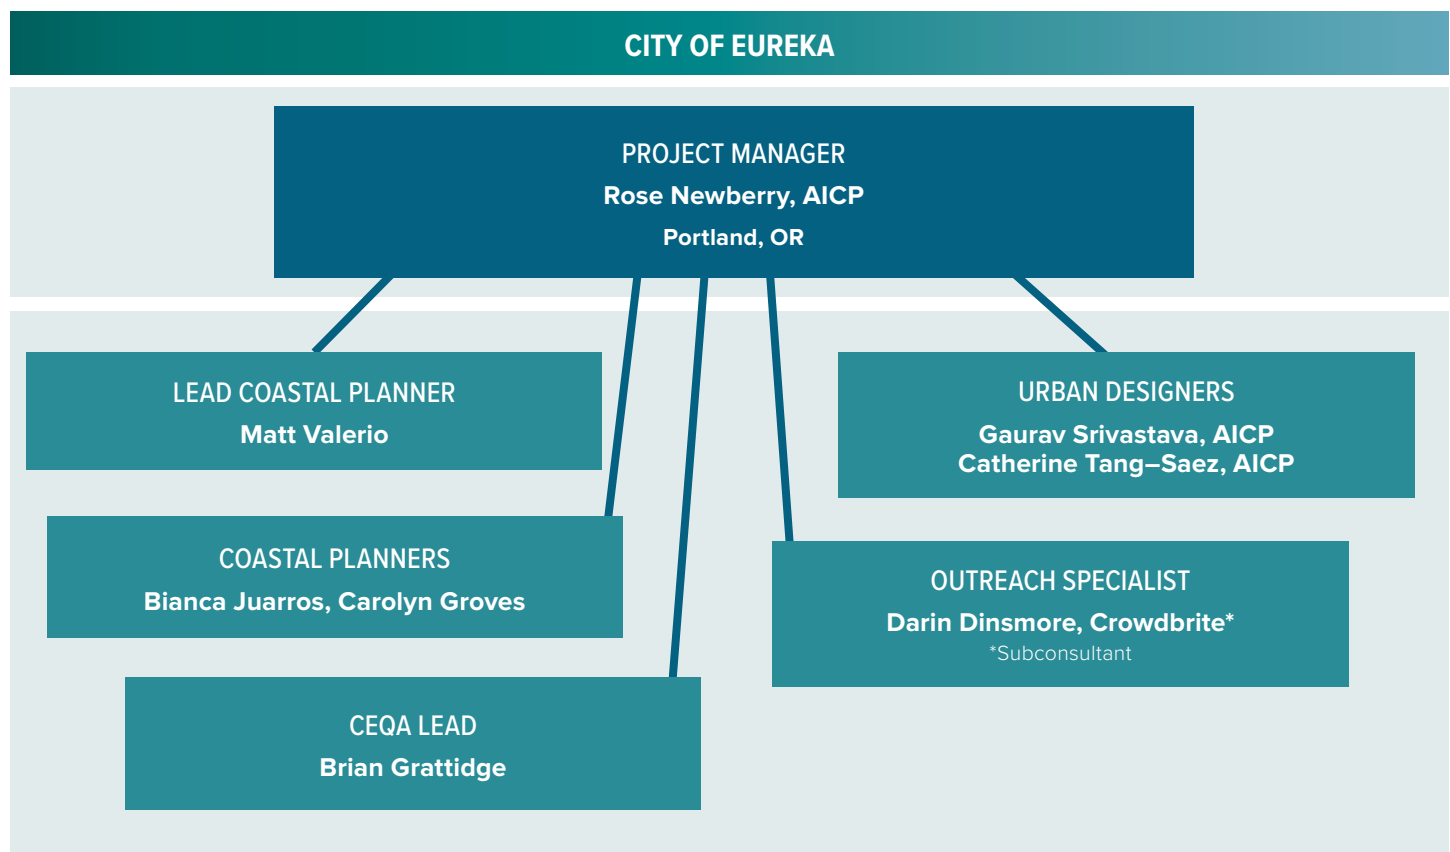 CITY OF EUREKA
PROJECT MANAGER
Rose Newberry, AICP
Portland, OR
LEAD COASTAL PLANNER
Matt Valerio
URBAN DESIGNERS
Gaurav Srivastava, AICP
Catherine Tang–Saez, AICP
COASTAL PLANNERS
Bianca Juarros, Carolyn Groves
OUTREACH SPECIALIST
Darin Dinsmore, Crowdbrite*
*Subconsultant
CEQA LEAD
Brian Grattidge